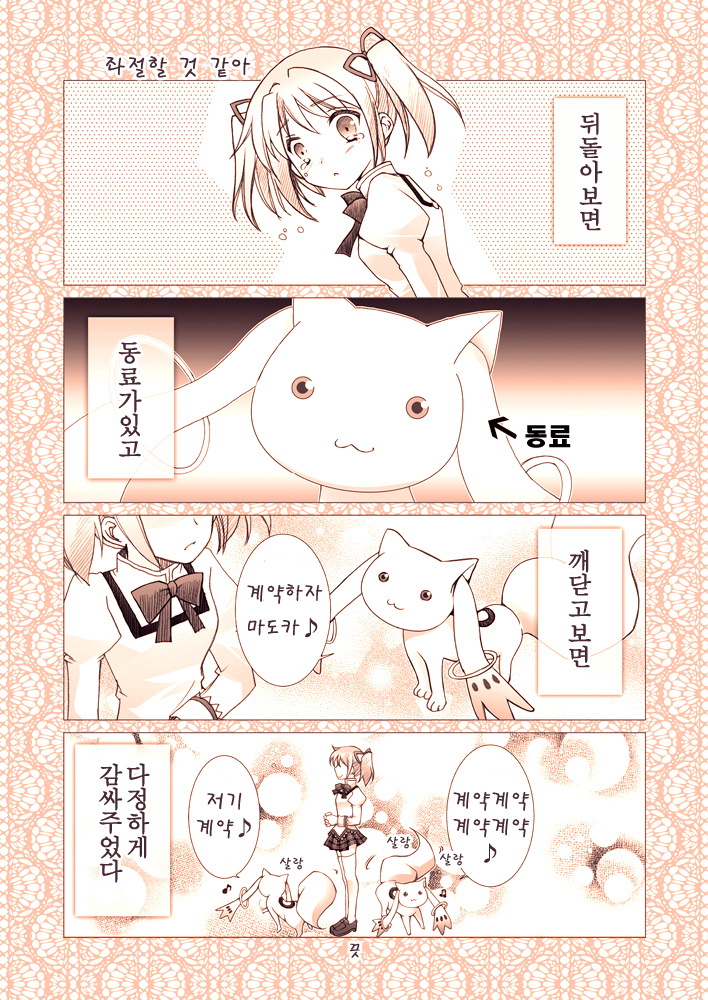 좌절할 것 같아
뒤돌아보면
동료가있고
동료
깨닫고보면
계약하자
마도카♪
다정하게
감싸주었다
계약계약
계약계약
♪
저기
계약♪
살랑
살랑
살랑
♪
♪
끗